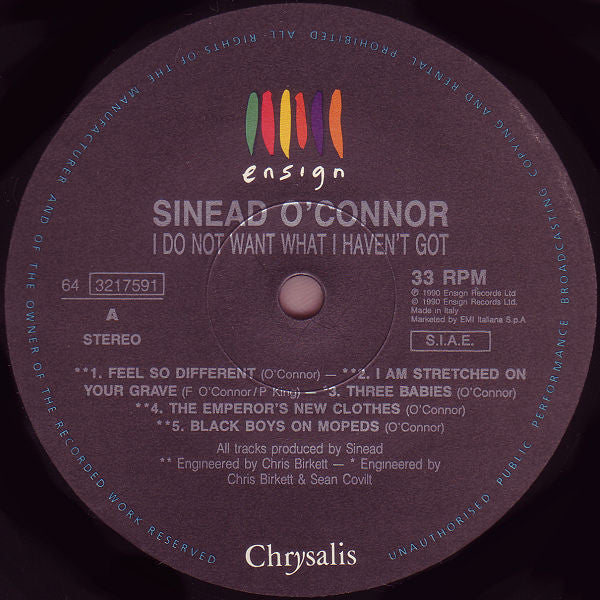 ensign
SINEAD O'CONNOR
I DO NOT WANT WHAT I HAVEN'T GOT
64 3217591
A
STEREO
33 RPM
℗ 1990 Ensign Records Ltd
© 1990 Ensign Records Ltd.
Made in Italy
Marketed by EMI Italiana S.p.A
S.I.A.E.
**1. FEEL SO DIFFERENT (O'Connor) — **2. I AM STRETCHED ON
YOUR GRAVE (F O'Connor/P King) — *3. THREE BABIES (O'Connor)
**4. THE EMPEROR'S NEW CLOTHES (O'Connor)
**5. BLACK BOYS ON MOPEDS (O'Connor)
All tracks produced by Sinead
** Engineered by Chris Birkett — * Engineered by
Chris Birkett & Sean Covilt
Chrysalis
ALL RIGHTS OF THE MANUFACTURER AND OF THE OWNER OF THE RECORDED WORK RESERVED
UNAUTHORISED PUBLIC PERFORMANCE BROADCASTING COPYING AND RENTAL PROHIBITED